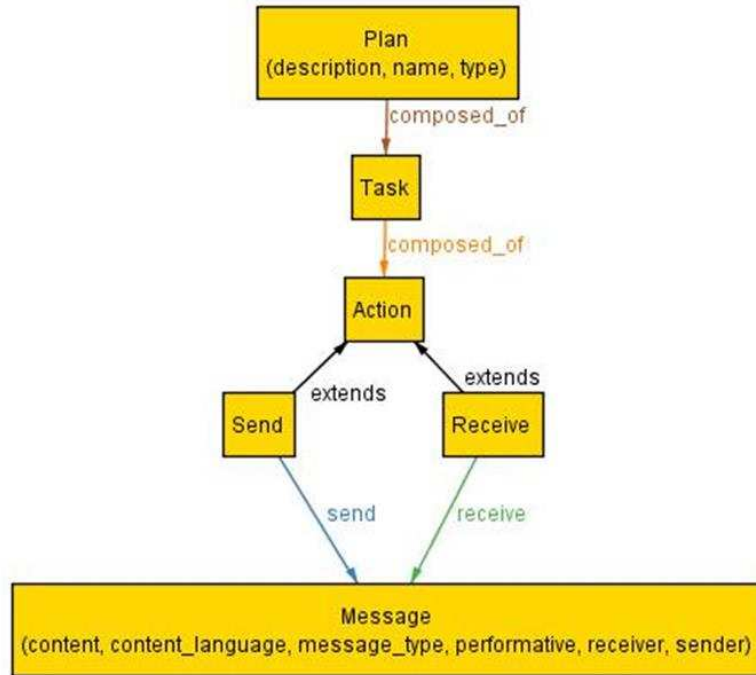 Plan
(description, name, type)
composed_of
Task
composed_of
Action
extends
extends
Send
Receive
send
receive
Message
(content, content_language, message_type, performative, receiver, sender)